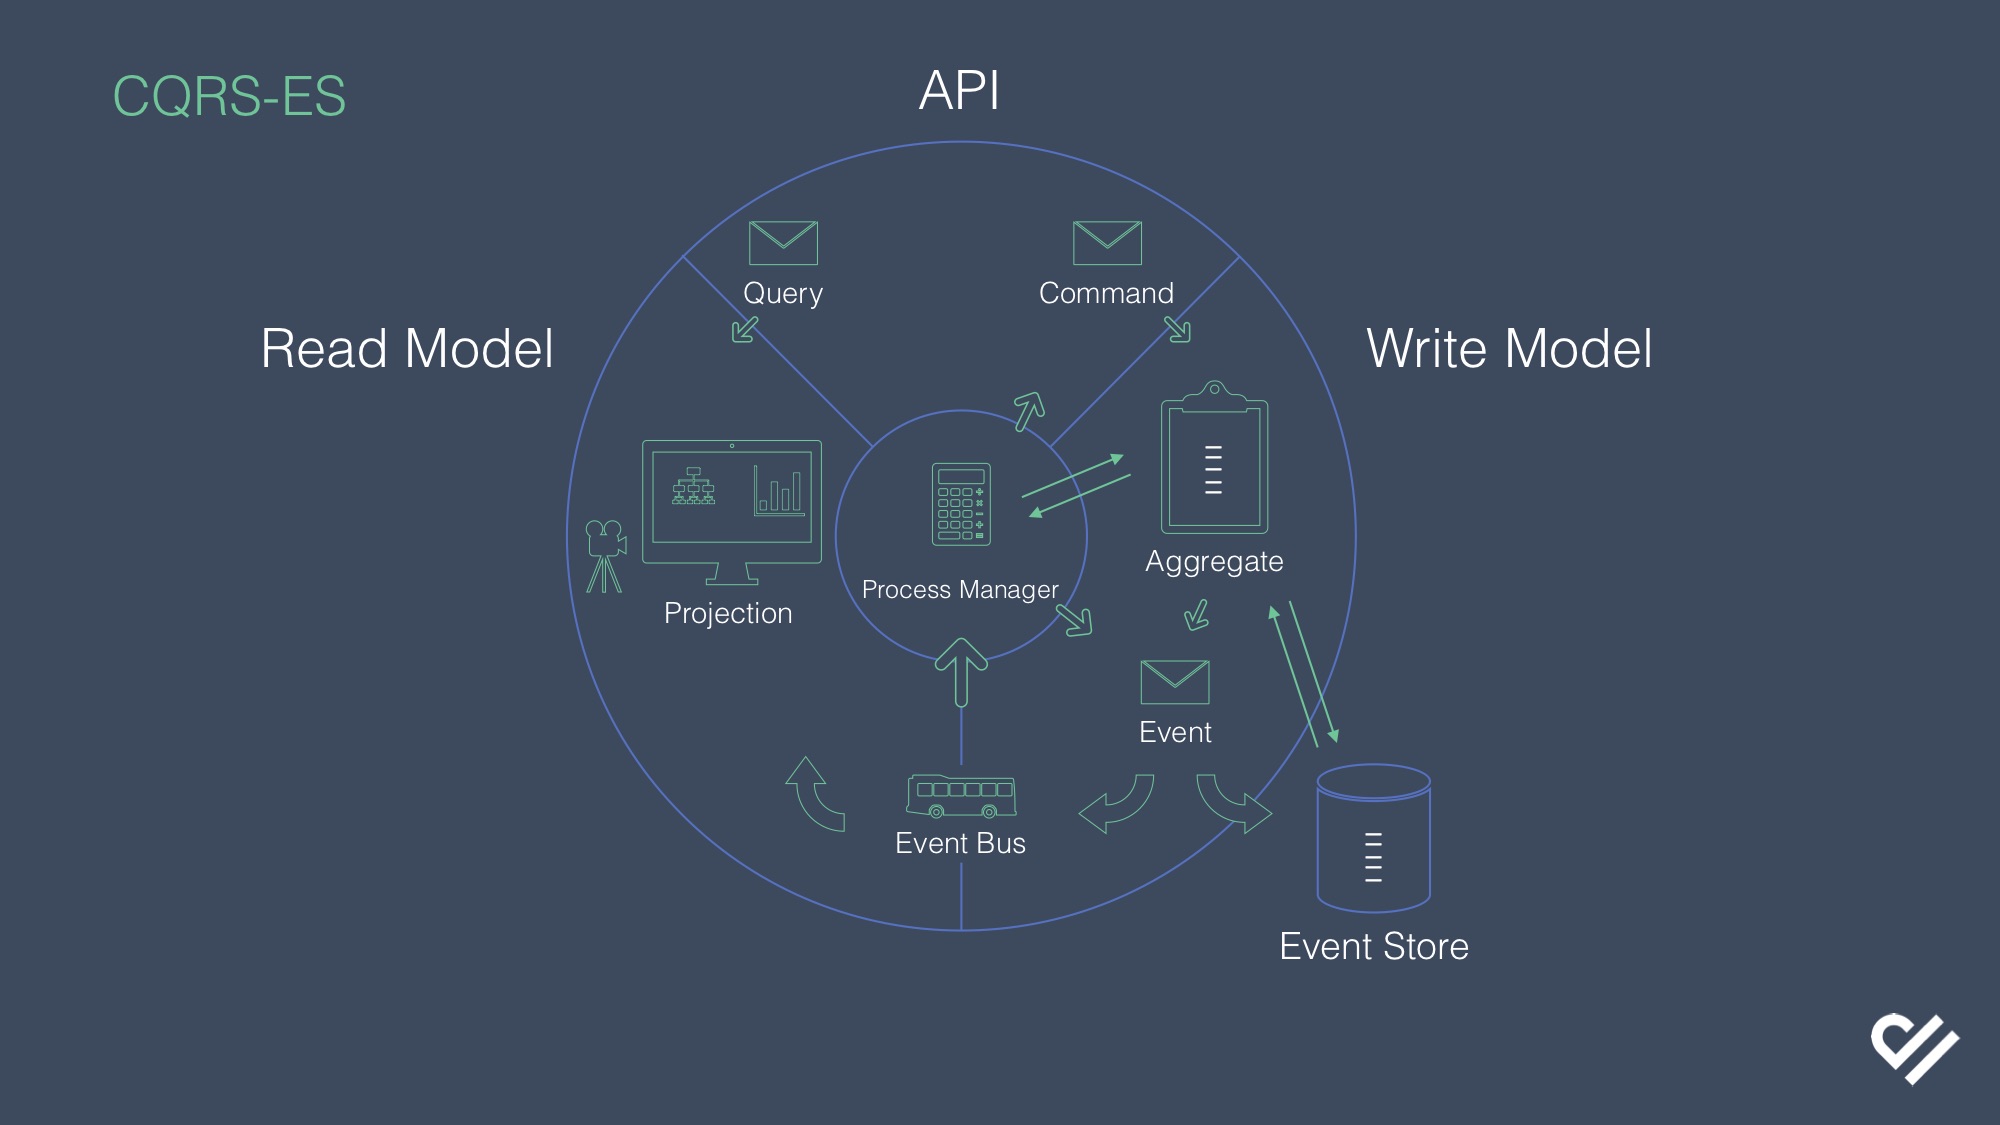 CQRS-ES
API
Query
Command
Read Model
Write Model
Aggregate
Process Manager
Projection
Event
Event Bus
Event Store